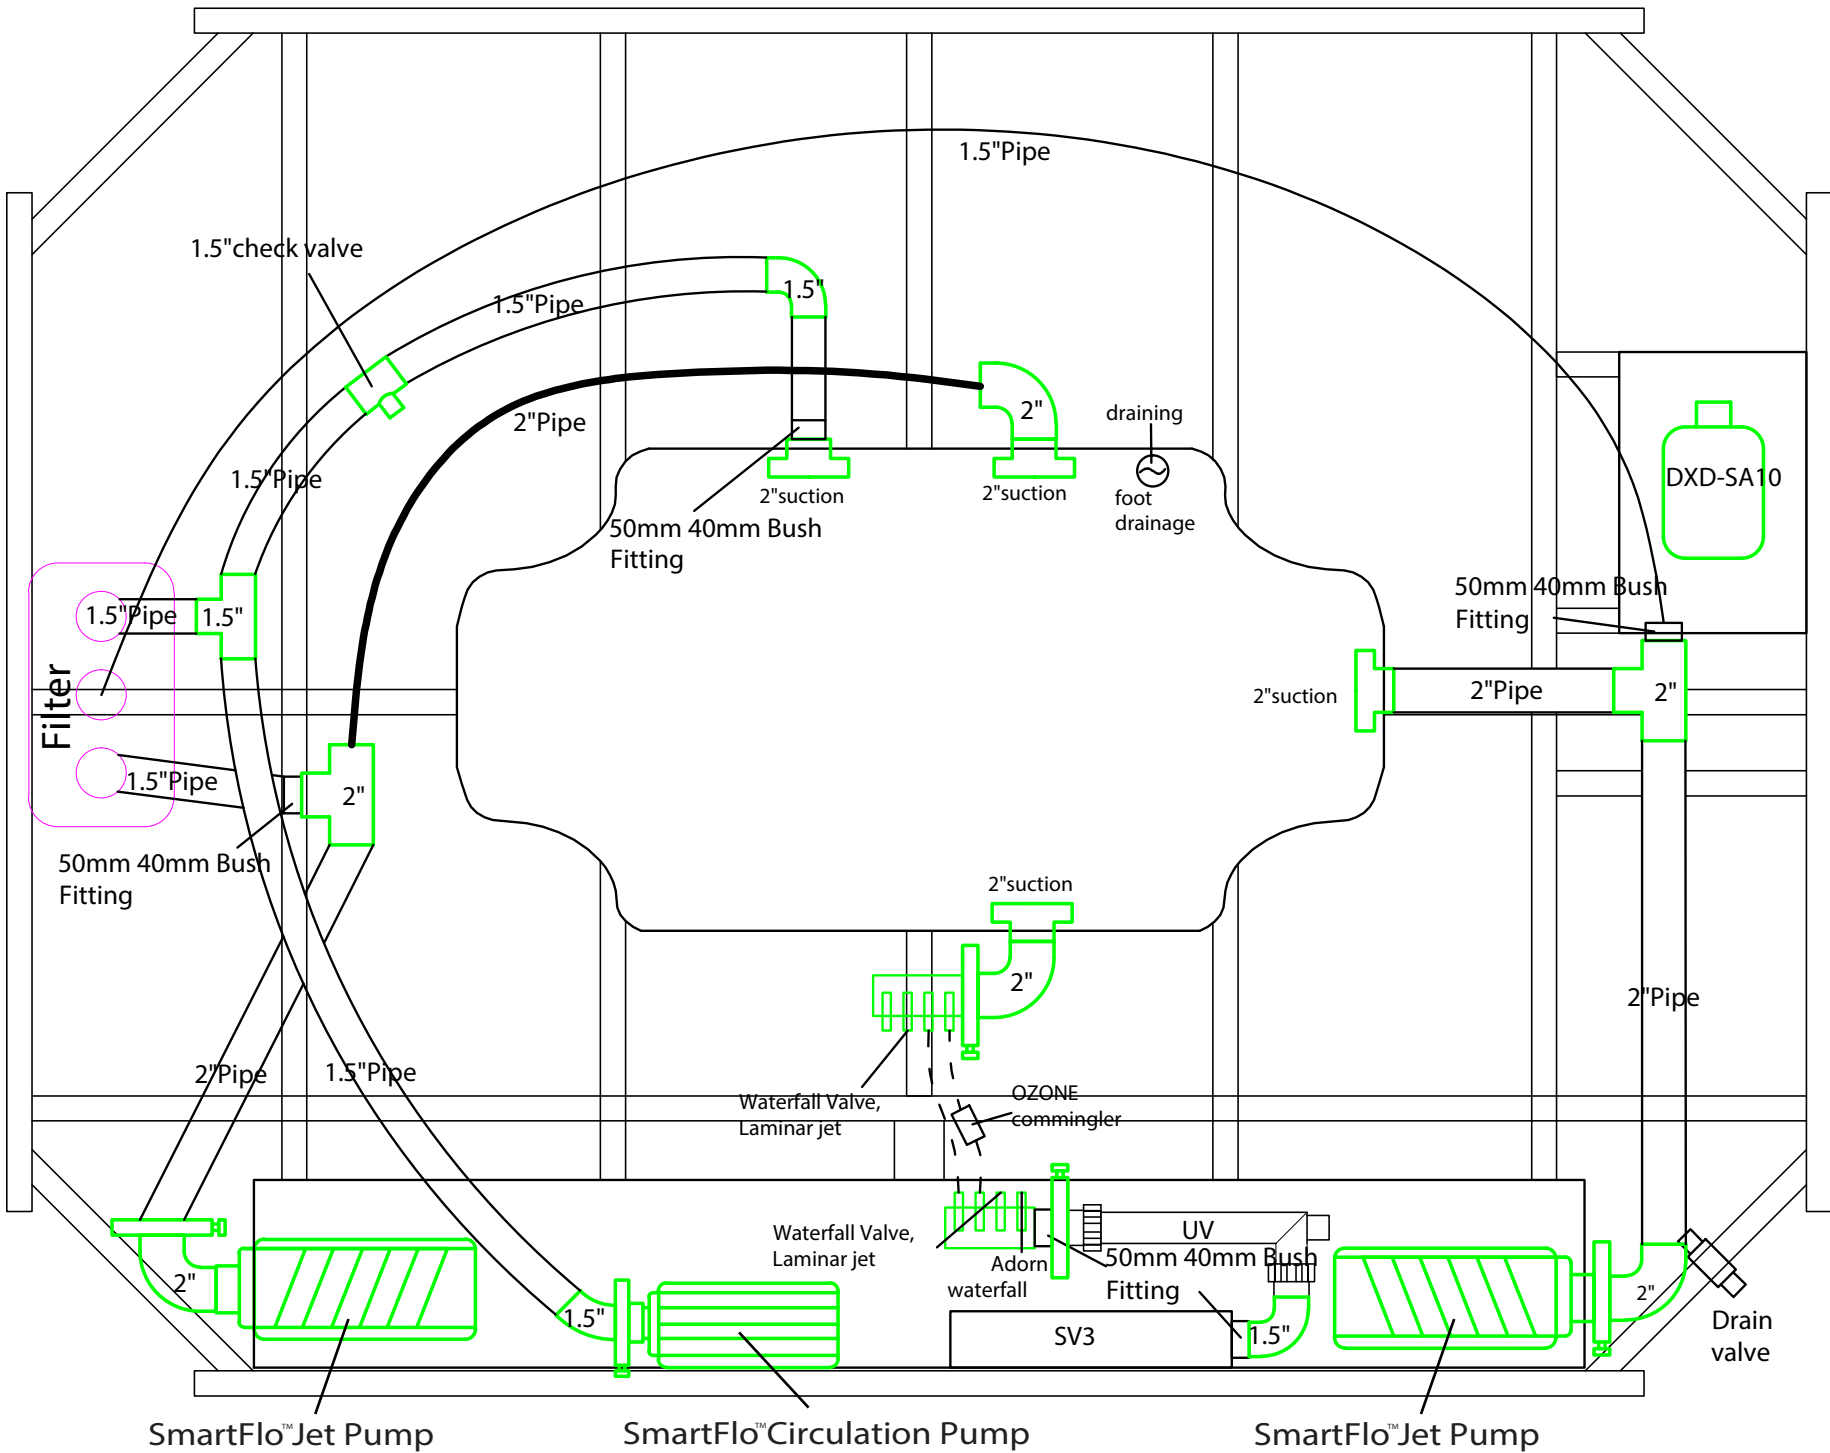 1.5"Pipe
1.5"check valve
1.5"
1.5"Pipe
2"
draining
2"Pipe
1.5"Pipe
DXD-SA10
2"suction
2"suction
foot
drainage
50mm 40mm Bush
Fitting
50mm 40mm Bush
Fitting
1.5"Pipe
1.5"
Filter
2"suction
2"Pipe
2"
1.5"Pipe
2"
50mm 40mm Bush
Fitting
2"suction
2"
2"Pipe
2"Pipe
1.5"Pipe
Waterfall Valve,
Laminar jet
OZONE
commingler
Waterfall Valve,
Laminar jet
UV
Adorn
waterfall
50mm 40mm Bush
Fitting
2"
1.5"
SV3
1.5"
2"
Drain
valve
SmartFlo™Jet Pump
SmartFlo™Circulation Pump
SmartFlo™Jet Pump